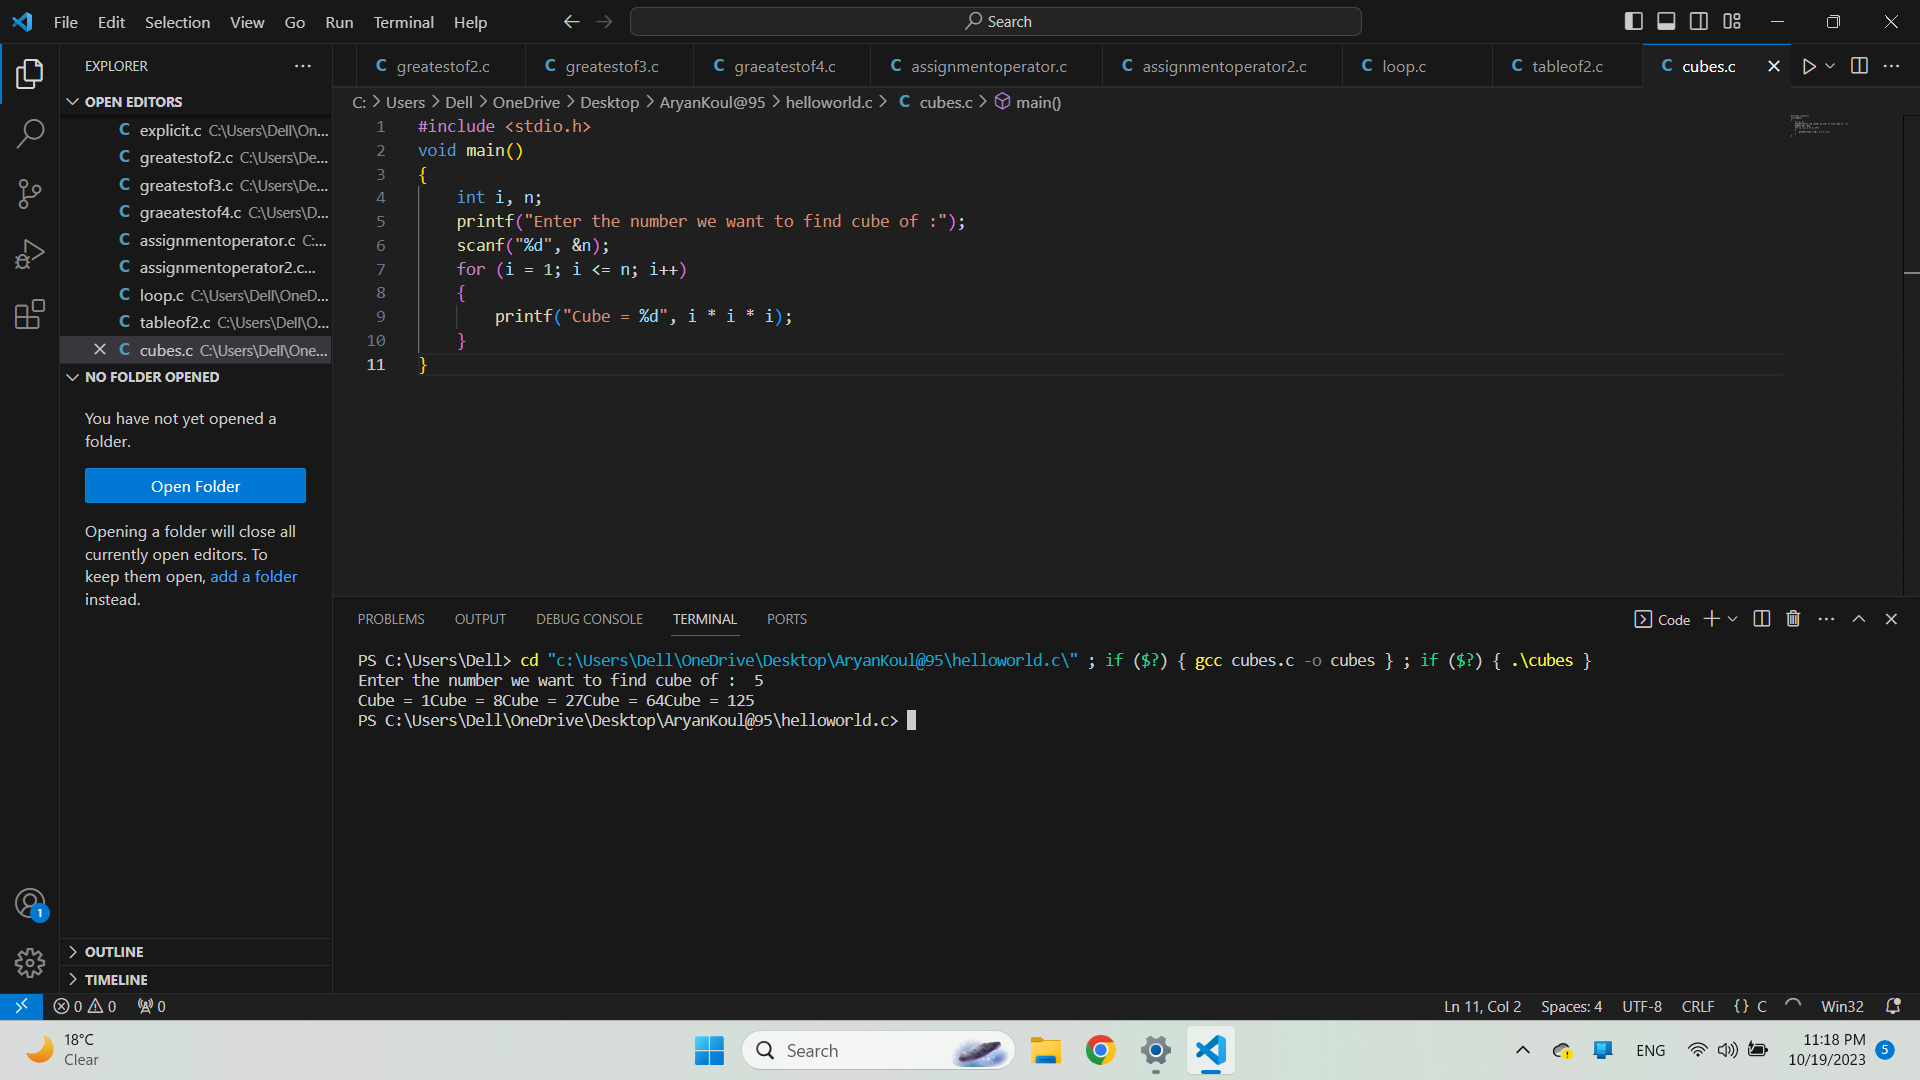 File Edit Selection View Go Run Terminal Help
Search
EXPLORER
OPEN EDITORS
explicit.c C:\Users\Dell\On...
greatestof2.c C:\Users\De...
greatestof3.c C:\Users\De...
graeatestof4.c C:\Users\D...
assignmentoperator.c C:...
assignmentoperator2.c...
loop.c C:\Users\Dell\OneD...
tableof2.c C:\Users\Dell\O...
cubes.c C:\Users\Dell\One...
NO FOLDER OPENED
You have not yet opened a
folder.
Open Folder
Opening a folder will close all
currently open editors. To
keep them open, add a folder
instead.
OUTLINE
TIMELINE
C greatestof2.c C greatestof3.c C graeatestof4.c C assignmentoperator.c C assignmentoperator2.c C loop.c C tableof2.c C cubes.c
C: > Users > Dell > OneDrive > Desktop > AryanKoul@95 > helloworld.c > C cubes.c > main()
1 #include <stdio.h>
2 void main()
3 {
4 int i, n;
5 printf("Enter the number we want to find cube of :");
6 scanf("%d", &n);
7 for (i = 1; i <= n; i++)
8 {
9 printf("Cube = %d", i * i * i);
10 }
11 }
PROBLEMS OUTPUT DEBUG CONSOLE TERMINAL PORTS
Code
PS C:\Users\Dell> cd "c:\Users\Dell\OneDrive\Desktop\AryanKoul@95\helloworld.c\" ; if ($?) { gcc cubes.c -o cubes } ; if ($?) { .\cubes }
Enter the number we want to find cube of :  5
Cube = 1Cube = 8Cube = 27Cube = 64Cube = 125
PS C:\Users\Dell\OneDrive\Desktop\AryanKoul@95\helloworld.c>
1
0 0 0
Ln 11, Col 2 Spaces: 4 UTF-8 CRLF {} C Win32
18°C
Clear
Search
ENG
11:18 PM
10/19/2023
5